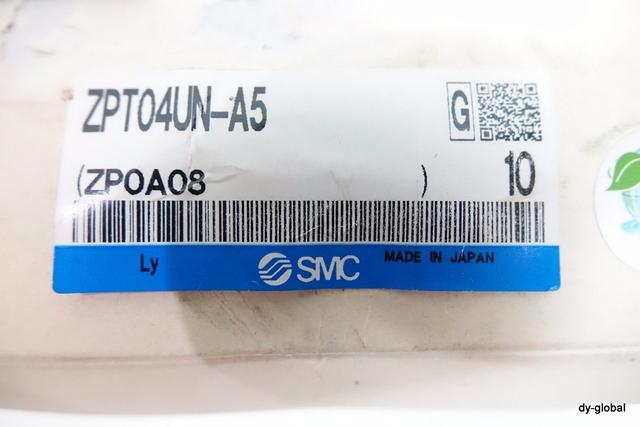 ZPT04UN-A5
G
(ZP0A08 ) 10
Ly SMC MADE IN JAPAN
dy-global